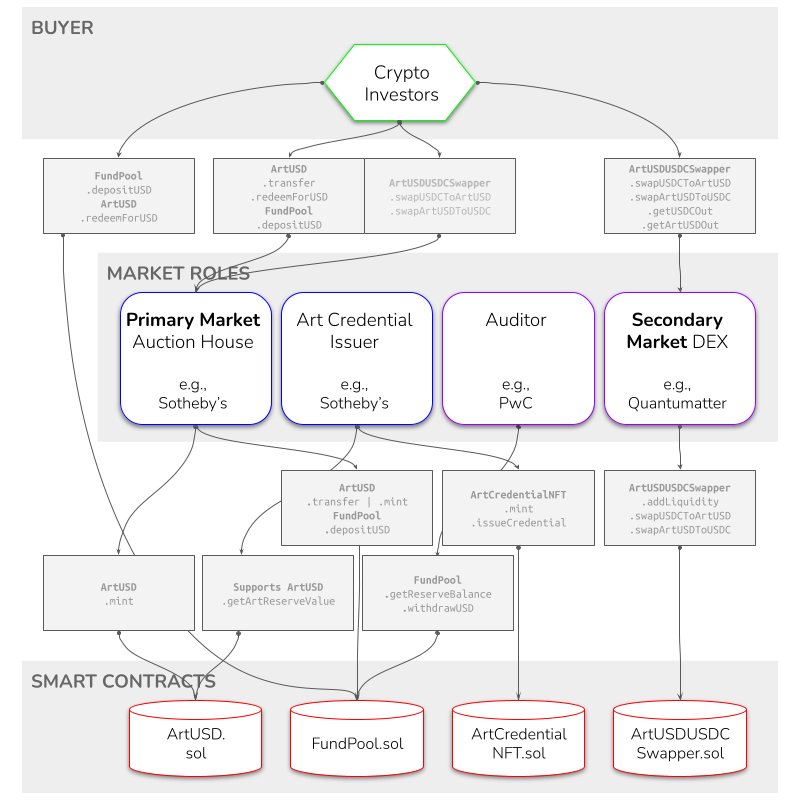 BUYER
Crypto
Investors
FundPool
.depositUSD
ArtUSD
.redeemForUSD
ArtUSD
.transfer
.redeemForUSD
FundPool
.depositUSD
ArtUSDUSDCSwapper
.swapUSDCToArtUSD
.swapArtUSDToUSDC
ArtUSDUSDCSwapper
.swapUSDCToArtUSD
.swapArtUSDToUSDC
.getUSDCOut
.getArtUSDOut
MARKET ROLES
Primary Market
Auction House
e.g.,
Sotheby's
Art Credential
Issuer
e.g.,
Sotheby's
Auditor
e.g.,
PwC
Secondary
Market DEX
e.g.,
Quantumatter
ArtUSD
.transfer | .mint
FundPool
.depositUSD
ArtCredentialNFT
.mint
.issueCredential
ArtUSDUSDCSwapper
.addLiquidity
.swapUSDCToArtUSD
.swapArtUSDToUSDC
ArtUSD
.mint
Supports ArtUSD
.getArtReserveValue
FundPool
.getReserveBalance
.withdrawUSD
SMART CONTRACTS
ArtUSD.
sol
FundPool.sol
ArtCredential
NFT.sol
ArtUSDUSDC
Swapper.sol